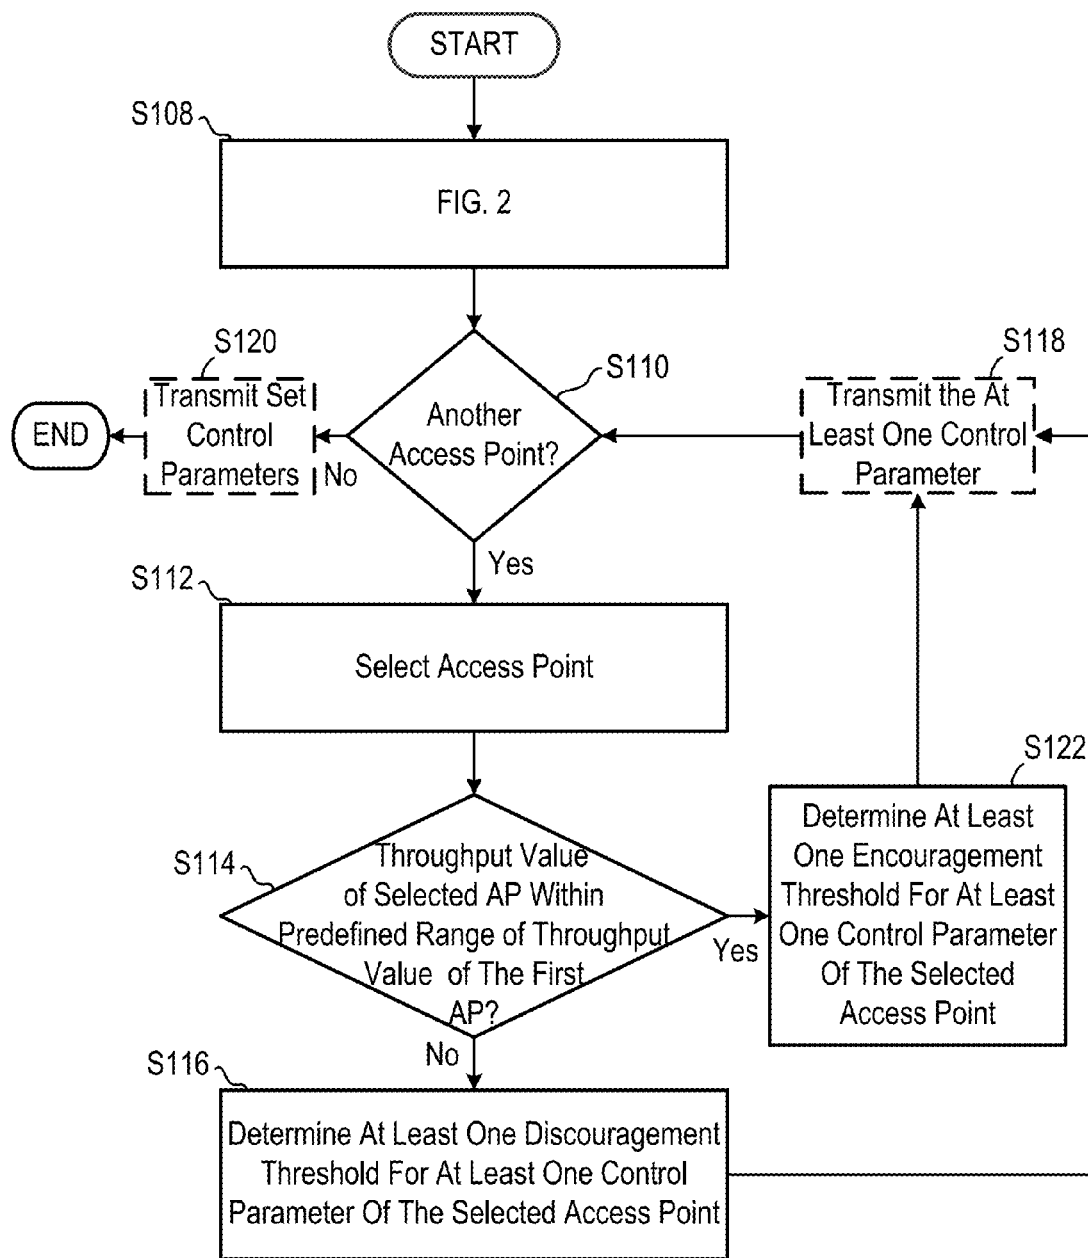 START
S108
FIG. 2
S120
Transmit Set
Control
Parameters
END
No
S110
Another
Access Point?
S118
Transmit the At
Least One Control
Parameter
Yes
S112
Select Access Point
S114
Throughput Value
of Selected AP Within
Predefined Range of Throughput
Value of The First
AP?
Yes
S122
Determine At Least
One Encouragement
Threshold For At Least
One Control Parameter
Of The Selected
Access Point
No
S116
Determine At Least One Discouragement
Threshold For At Least One Control
Parameter Of The Selected Access Point